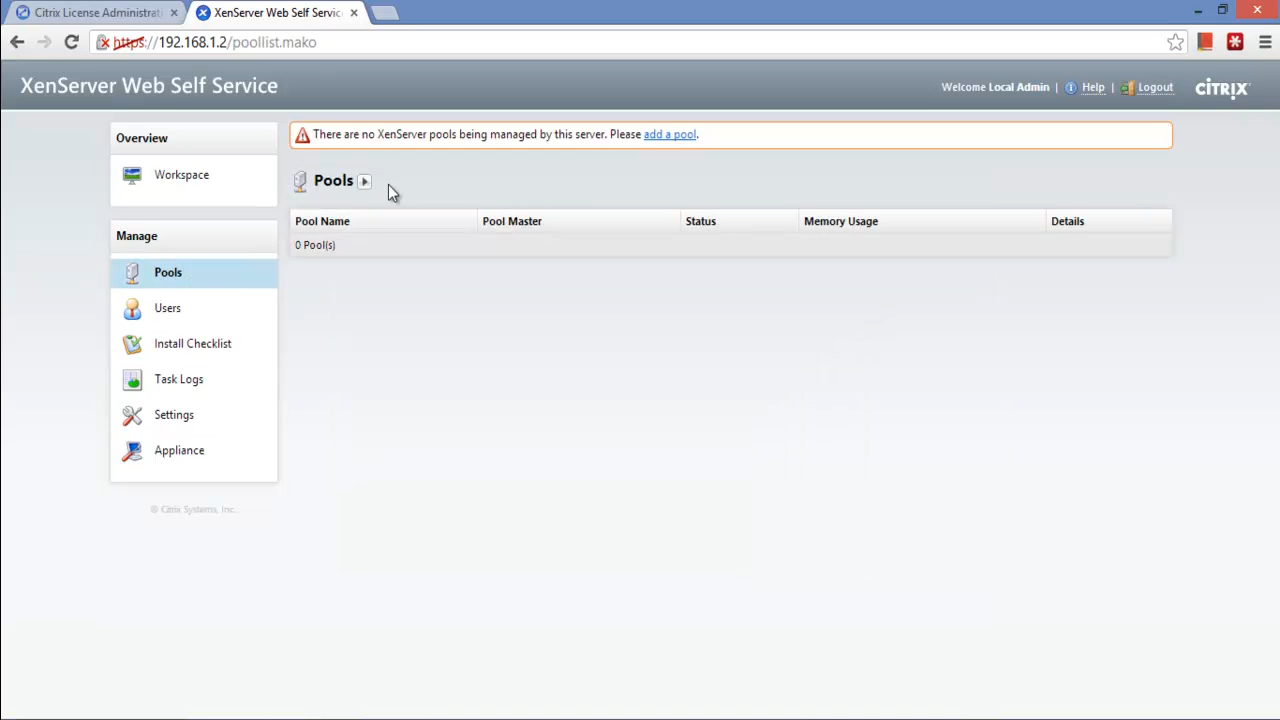 Citrix License Administrati
XenServer Web Self Servic
https://192.168.1.2/poollist.mako
XenServer Web Self Service
Welcome Local Admin | Help | Logout
CİTRIX
Overview
Workspace
Manage
Pools
Users
Install Checklist
Task Logs
Settings
Appliance
© Citrix Systems, Inc.
There are no XenServer pools being managed by this server. Please add a pool.
Pools
Pool Name Pool Master Status Memory Usage Details
0 Pool(s)